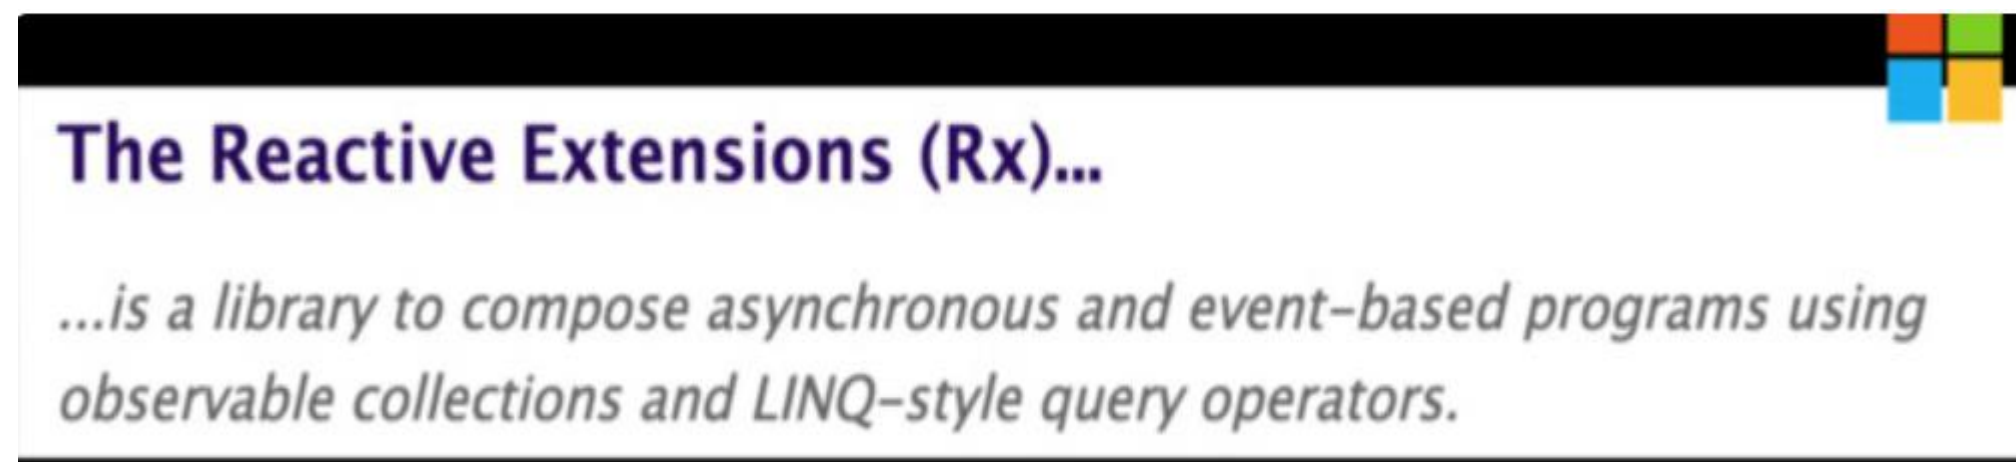 The Reactive Extensions (Rx)...
...is a library to compose asynchronous and event-based programs using
observable collections and LINQ-style query operators.